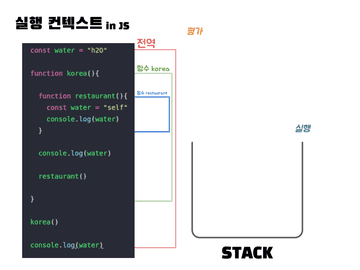 실행 컨텍스트 in JS
평가
전역
const water = "h2O"
함수 korea
function korea(){
함수 restaurant
function restaurant(){
const water = "self"
console.log(water)
}
실행
console.log(water)
restaurant()
}
korea()
console.log(water)
STACK